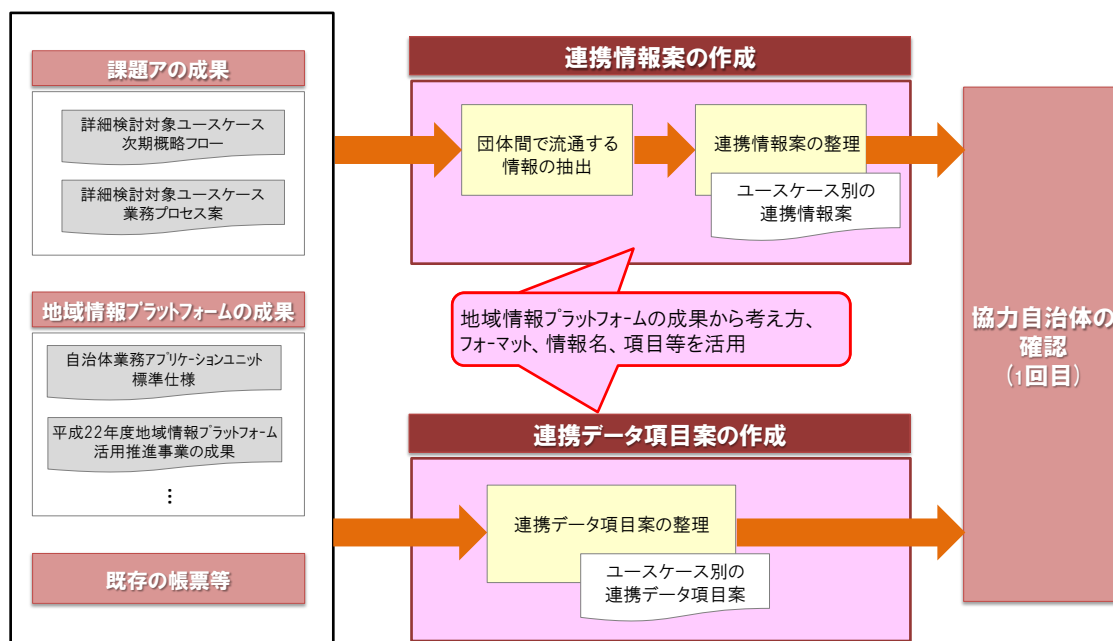 課題アの成果
詳細検討対象ユースケース
次期概略フロー
詳細検討対象ユースケース
業務プロセス案
地域情報プラットフォームの成果
自治体業務アプリケーションユニット
標準仕様
平成22年度地域情報プラットフォーム
活用推進事業の成果
⋮
既存の帳票等
連携情報案の作成
団体間で流通する
情報の抽出
連携情報案の整理
ユースケース別の
連携情報案
地域情報プラットフォームの成果から考え方、
フォーマット、情報名、項目等を活用
連携データ項目案の作成
連携データ項目案の整理
ユースケース別の
連携データ項目案
協力自治体の
確認
(1回目)